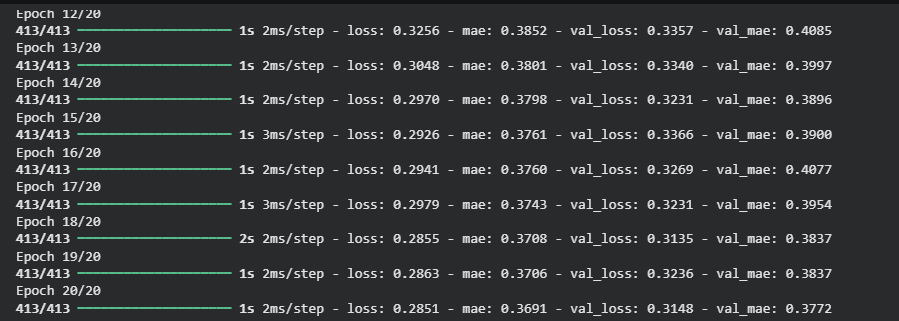 Epoch 12/20
413/413 ━━━━━━━━━━━━━━━━━━━━ 1s 2ms/step - loss: 0.3256 - mae: 0.3852 - val_loss: 0.3357 - val_mae: 0.4085
Epoch 13/20
413/413 ━━━━━━━━━━━━━━━━━━━━ 1s 2ms/step - loss: 0.3048 - mae: 0.3801 - val_loss: 0.3340 - val_mae: 0.3997
Epoch 14/20
413/413 ━━━━━━━━━━━━━━━━━━━━ 1s 2ms/step - loss: 0.2970 - mae: 0.3798 - val_loss: 0.3231 - val_mae: 0.3896
Epoch 15/20
413/413 ━━━━━━━━━━━━━━━━━━━━ 1s 3ms/step - loss: 0.2926 - mae: 0.3761 - val_loss: 0.3366 - val_mae: 0.3900
Epoch 16/20
413/413 ━━━━━━━━━━━━━━━━━━━━ 1s 2ms/step - loss: 0.2941 - mae: 0.3760 - val_loss: 0.3269 - val_mae: 0.4077
Epoch 17/20
413/413 ━━━━━━━━━━━━━━━━━━━━ 1s 3ms/step - loss: 0.2979 - mae: 0.3743 - val_loss: 0.3231 - val_mae: 0.3954
Epoch 18/20
413/413 ━━━━━━━━━━━━━━━━━━━━ 2s 2ms/step - loss: 0.2855 - mae: 0.3708 - val_loss: 0.3135 - val_mae: 0.3837
Epoch 19/20
413/413 ━━━━━━━━━━━━━━━━━━━━ 1s 2ms/step - loss: 0.2863 - mae: 0.3706 - val_loss: 0.3236 - val_mae: 0.3837
Epoch 20/20
413/413 ━━━━━━━━━━━━━━━━━━━━ 1s 2ms/step - loss: 0.2851 - mae: 0.3691 - val_loss: 0.3148 - val_mae: 0.3772